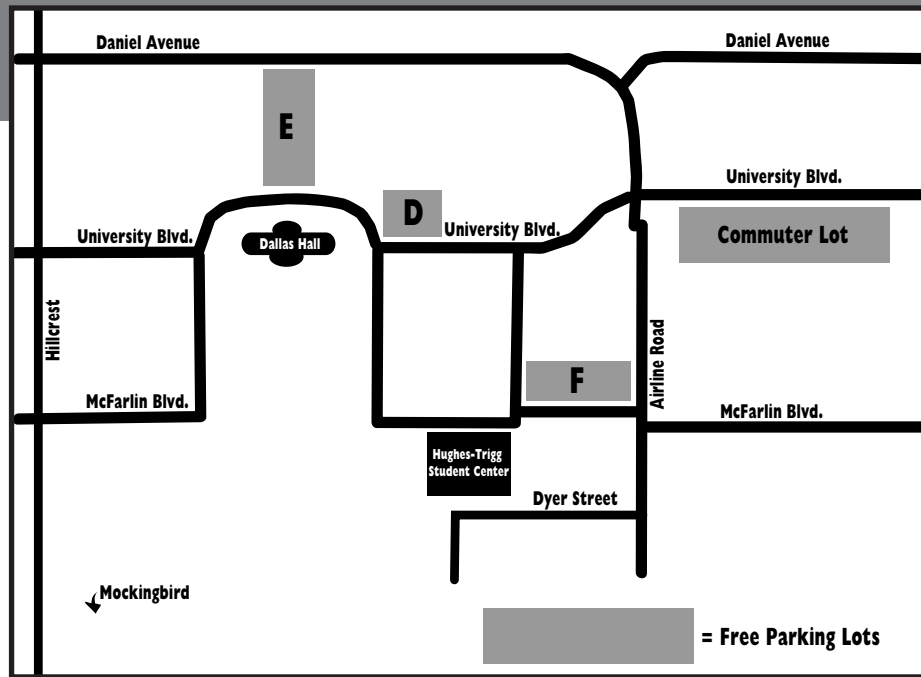 Daniel Avenue
Daniel Avenue
E
University Blvd.
D
University Blvd.
University Blvd.
Dallas Hall
Commuter Lot
Hillcrest
Airline Road
F
McFarlin Blvd.
McFarlin Blvd.
Hughes-Trigg
Student Center
Dyer Street
Mockingbird
= Free Parking Lots